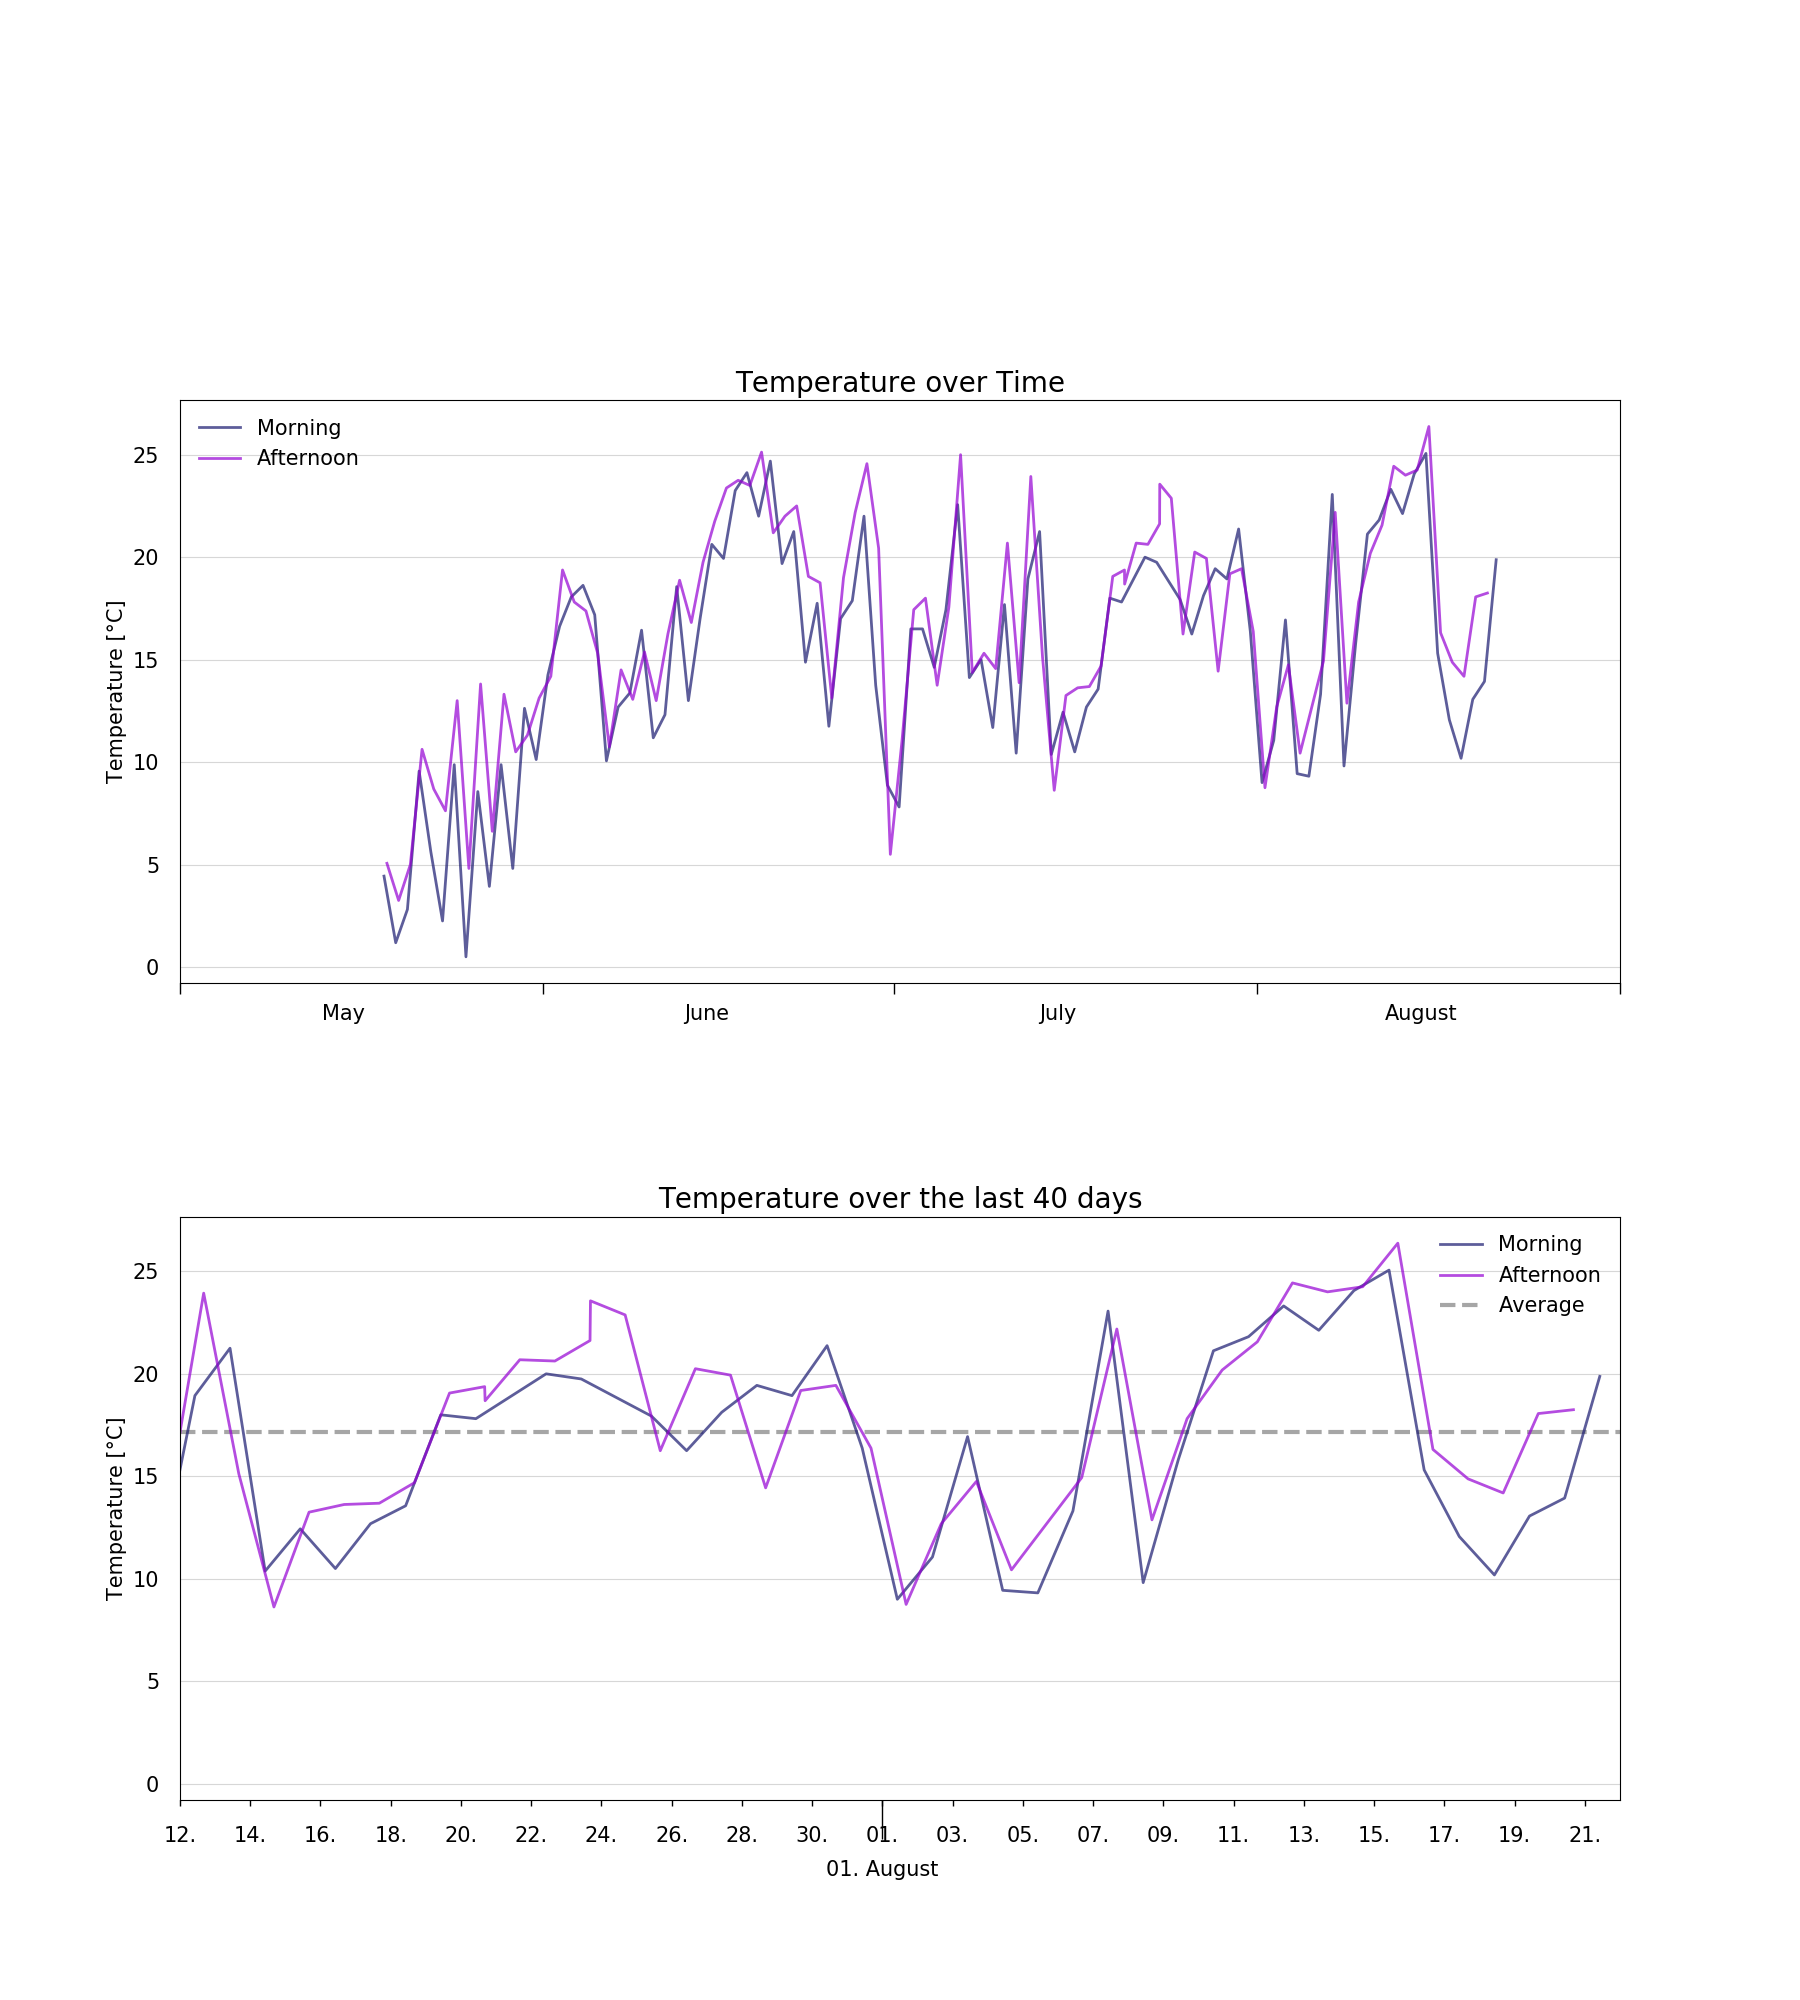 Temperature over Time
Morning
Afternoon
25
20
15
10
5
0
Temperature [°C]
May June July August
Temperature over the last 40 days
Morning
Afternoon
Average
25
20
15
10
5
0
Temperature [°C]
12. 14. 16. 18. 20. 22. 24. 26. 28. 30. 01. 03. 05. 07. 09. 11. 13. 15. 17. 19. 21.
01. August